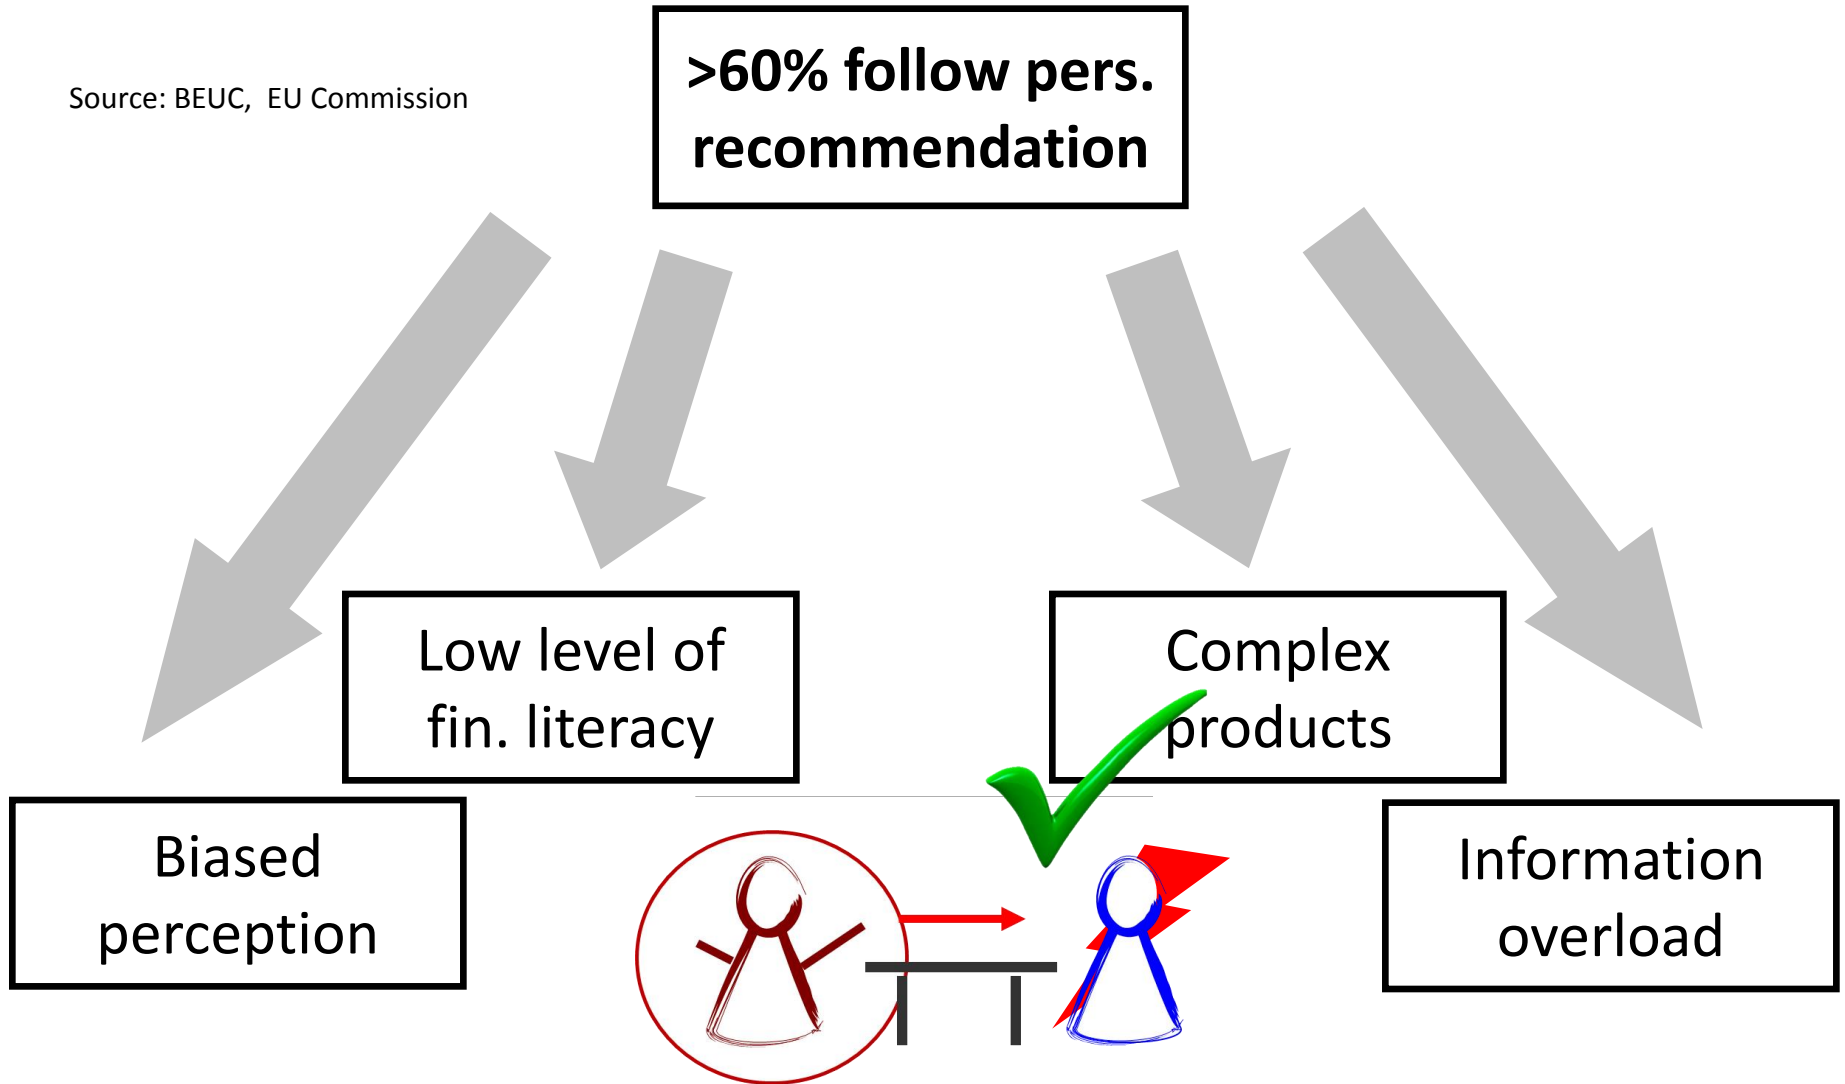 Source: BEUC, EU Commission
>60% follow pers.
recommendation
Low level of
fin. literacy
Complex
products
Biased
perception
Information
overload